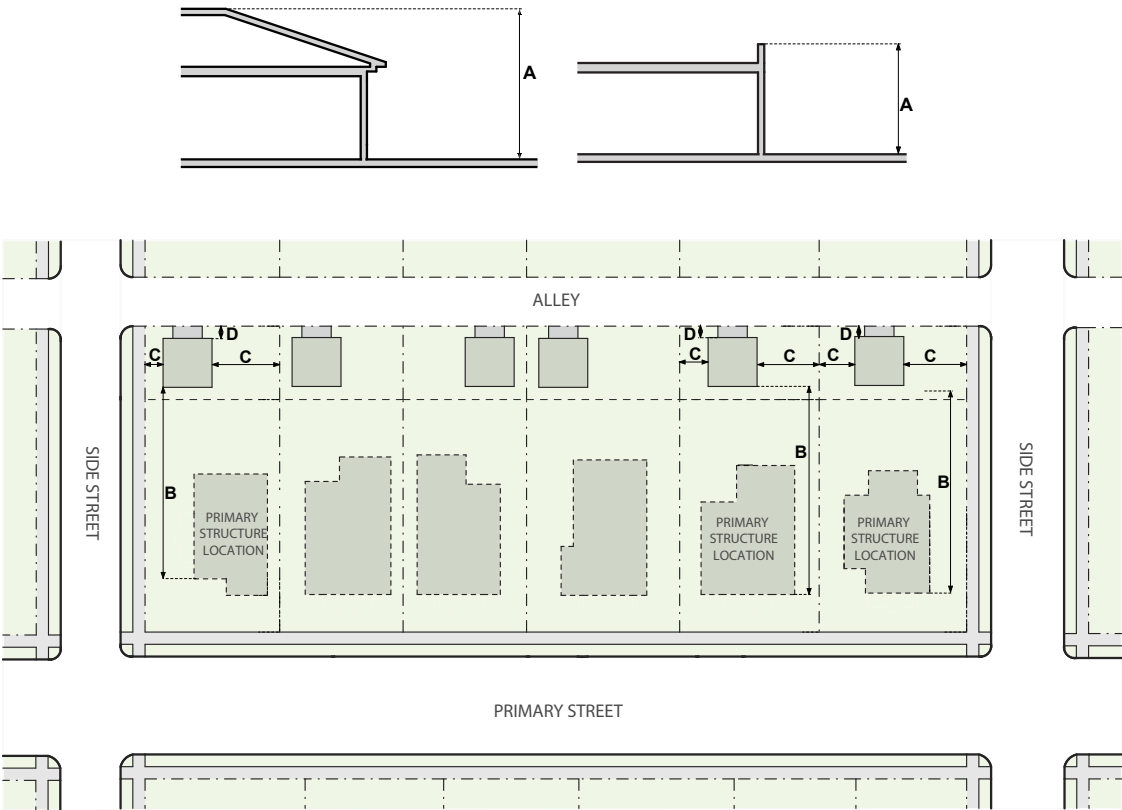 A
A
ALLEY
D
D
D
C
C
C
C
C
C
B
B
B
SIDE STREET
SIDE STREET
PRIMARY
STRUCTURE
LOCATION
PRIMARY
STRUCTURE
LOCATION
PRIMARY
STRUCTURE
LOCATION
PRIMARY STREET